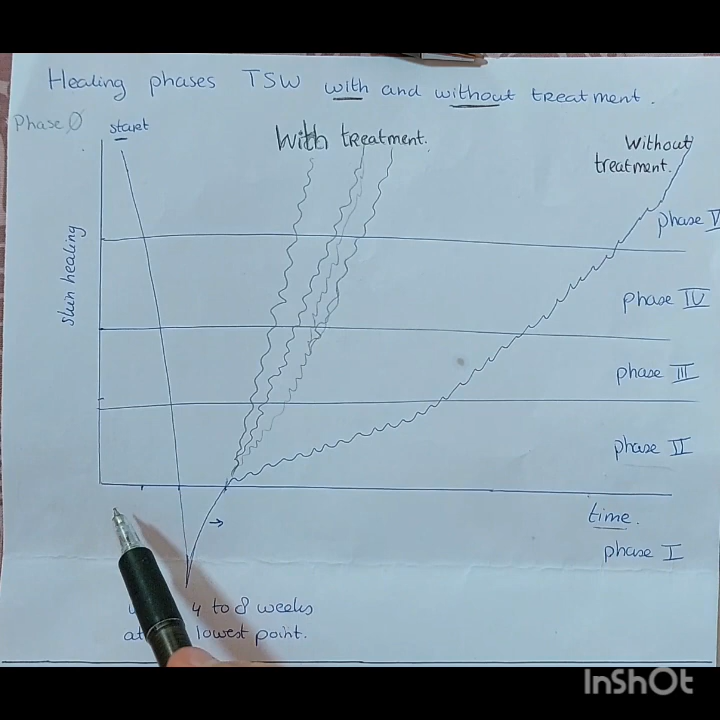 Healing phases TSW with and without treatment.
Phase 0
start
With treatment.
Without
treatment.
phase V
Skin healing
phase IV
phase III
phase II
time.
phase I
4 to 8 weeks
at lowest point.
InShOt